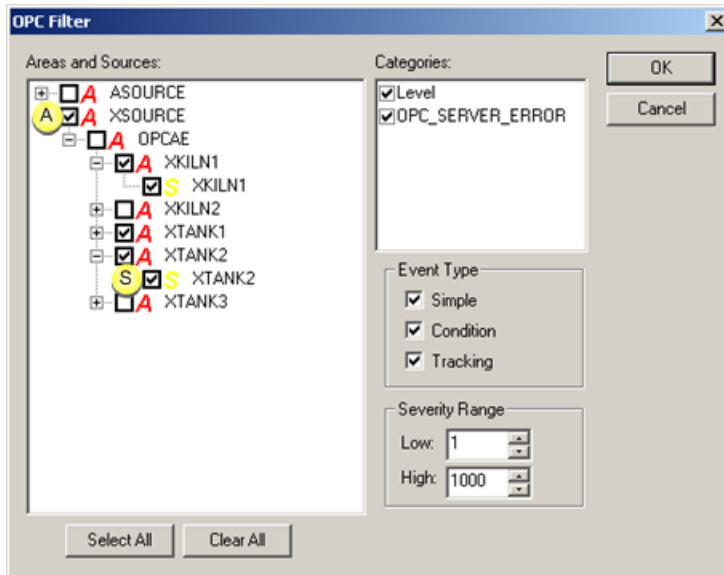 OPC Filter
Areas and Sources:
A ASOURCE
A A XSOURCE
A OPCAE
A XKILN1
S XKILN1
A XKILN2
A XTANK1
A XTANK2
S S XTANK2
A XTANK3
Select All
Clear All
Categories:
Level
OPC_SERVER_ERROR
Event Type
Simple
Condition
Tracking
Severity Range
Low: 1
High: 1000
OK
Cancel